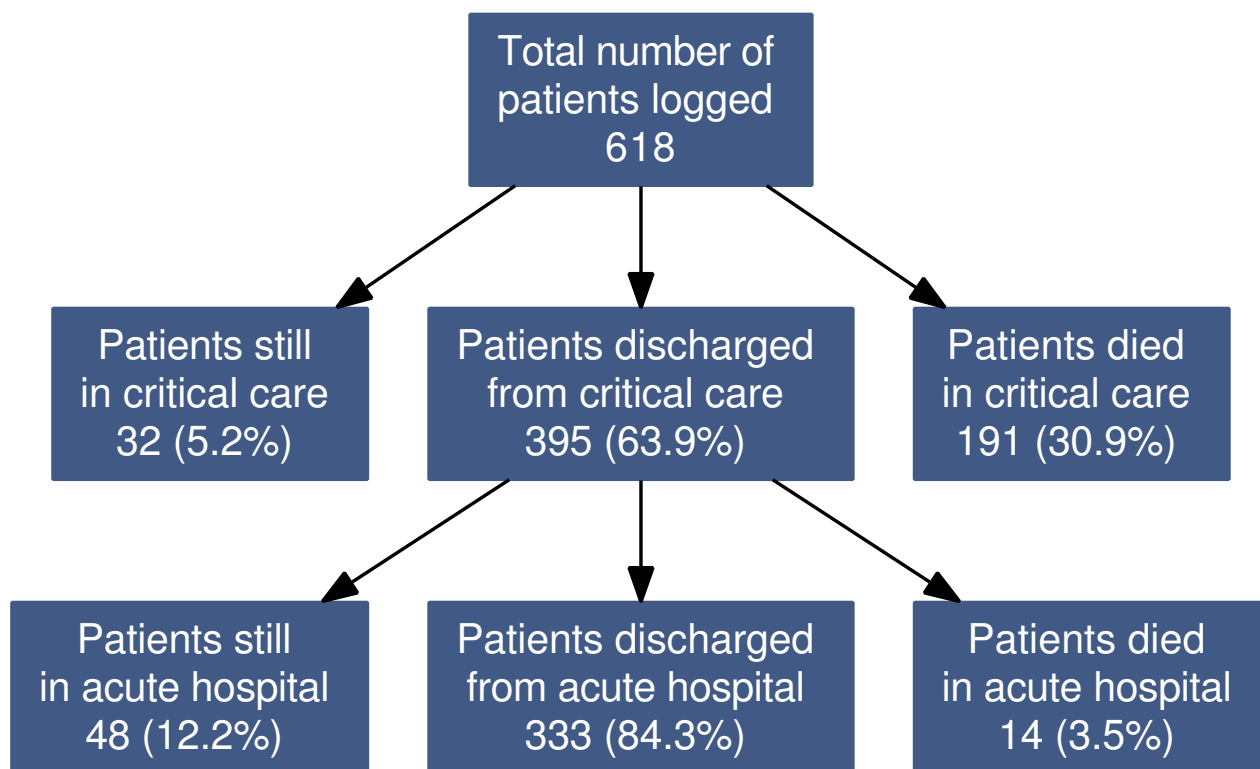 Total number of
patients logged
618
Patients still
in critical care
32 (5.2%)
Patients discharged
from critical care
395 (63.9%)
Patients died
in critical care
191 (30.9%)
Patients still
in acute hospital
48 (12.2%)
Patients discharged
from acute hospital
333 (84.3%)
Patients died
in acute hospital
14 (3.5%)